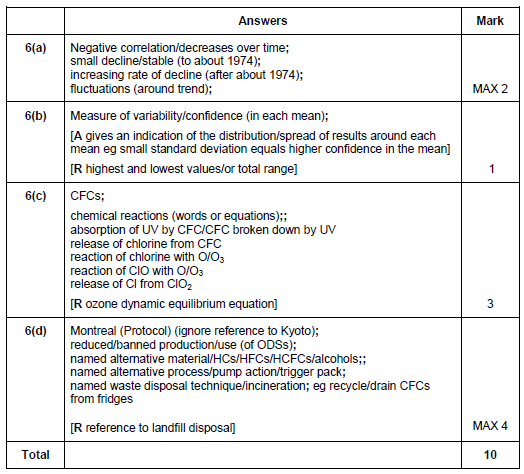 Answers Mark
6(a) Negative correlation/decreases over time;
small decline/stable (to about 1974);
increasing rate of decline (after about 1974);
fluctuations (around trend); MAX 2
6(b) Measure of variability/confidence (in each mean);
[A gives an indication of the distribution/spread of results around each
mean eg small standard deviation equals higher confidence in the mean]
[R highest and lowest values/or total range] 1
6(c) CFCs;
chemical reactions (words or equations);;
absorption of UV by CFC/CFC broken down by UV
release of chlorine from CFC
reaction of chlorine with O/O₃
reaction of ClO with O/O₃
release of Cl from ClO₂
[R ozone dynamic equilibrium equation] 3
6(d) Montreal (Protocol) (ignore reference to Kyoto);
reduced/banned production/use (of ODSs);
named alternative material/HCs/HFCs/HCFCs/alcohols;;
named alternative process/pump action/trigger pack;
named waste disposal technique/incineration; eg recycle/drain CFCs
from fridges
[R reference to landfill disposal] MAX 4
Total 10